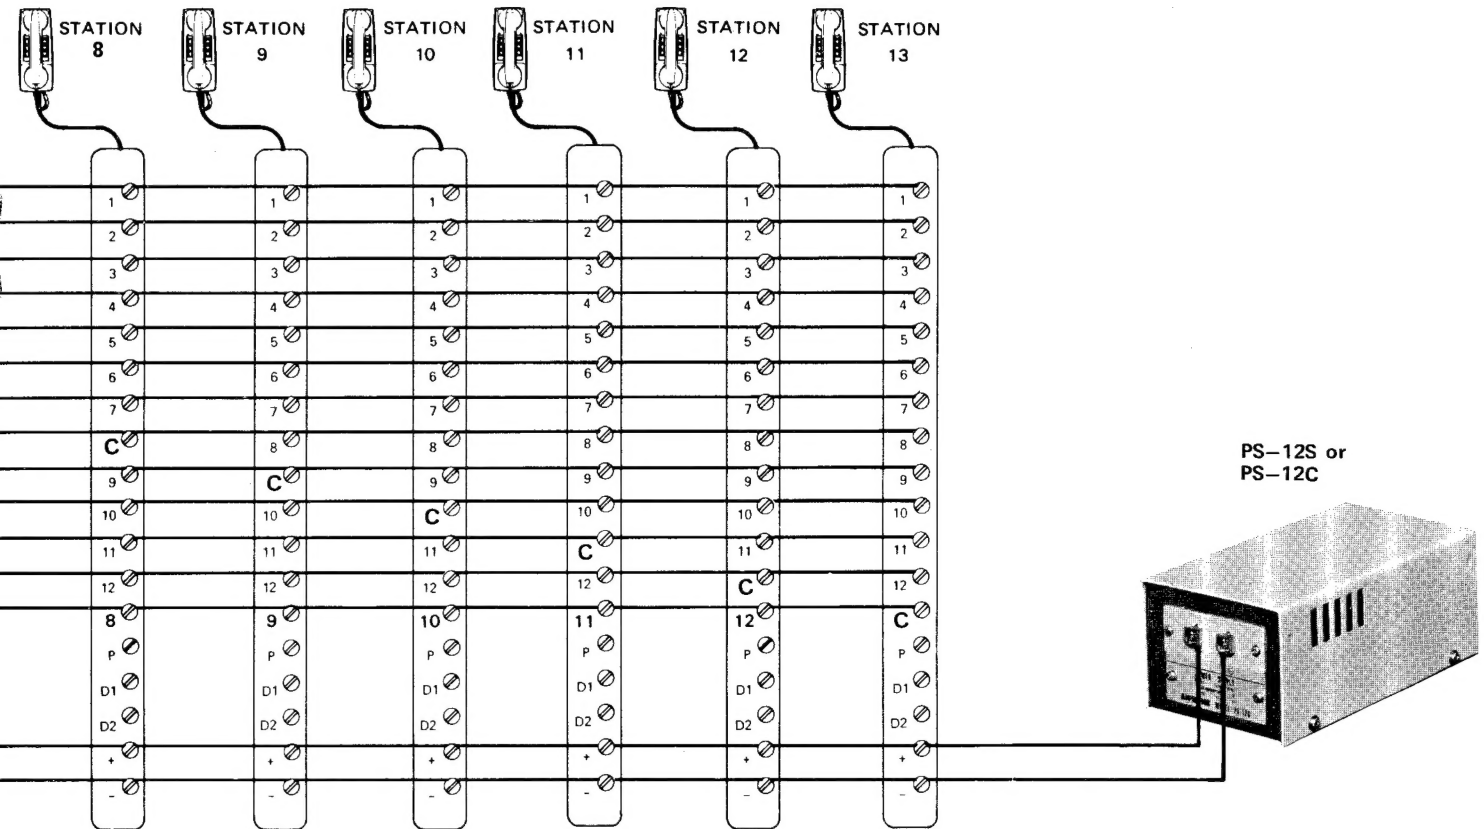 STATION
8
STATION
9
STATION
10
STATION
11
STATION
12
STATION
13
1 1 1 1 1 1
2 2 2 2 2 2
3 3 3 3 3 3
4 4 4 4 4 4
5 5 5 5 5 5
6 6 6 6 6 6
7 7 7 7 7 7
C 8 8 8 8 8
9 C 9 9 9 9
10 10 C 10 10 10
11 11 11 C 11 11
12 12 12 12 C 12
8 9 10 11 12 C
P P P P P P
D1 D1 D1 D1 D1 D1
D2 D2 D2 D2 D2 D2
+ + + + + +
- - - - - -
PS-12S or
PS-12C